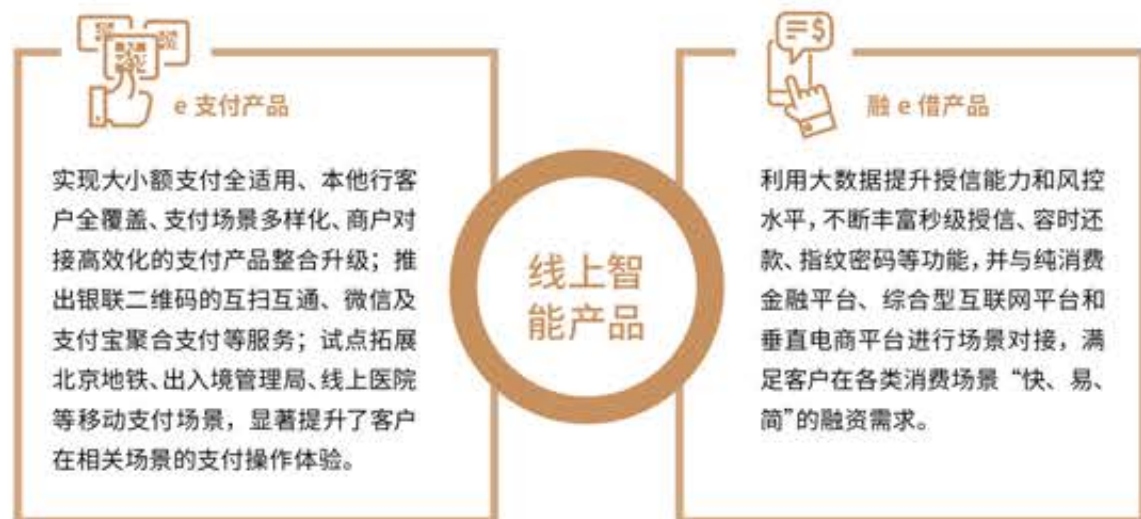 e 支付产品
实现大小额支付全适用、本他行客
户全覆盖、支付场景多样化、商户对
接高效化的支付产品整合升级；推
出银联二维码的互扫互通、微信及
支付宝聚合支付等服务；试点拓展
北京地铁、出入境管理局、线上医院
等移动支付场景，显著提升了客户
在相关场景的支付操作体验。
线上智
能产品
融 e 借产品
利用大数据提升授信能力和风控
水平，不断丰富秒级授信、容时还
款、指纹密码等功能，并与纯消费
金融平台、综合型互联网平台和
垂直电商平台进行场景对接，满
足客户在各类消费场景“快、易、
简”的融资需求。